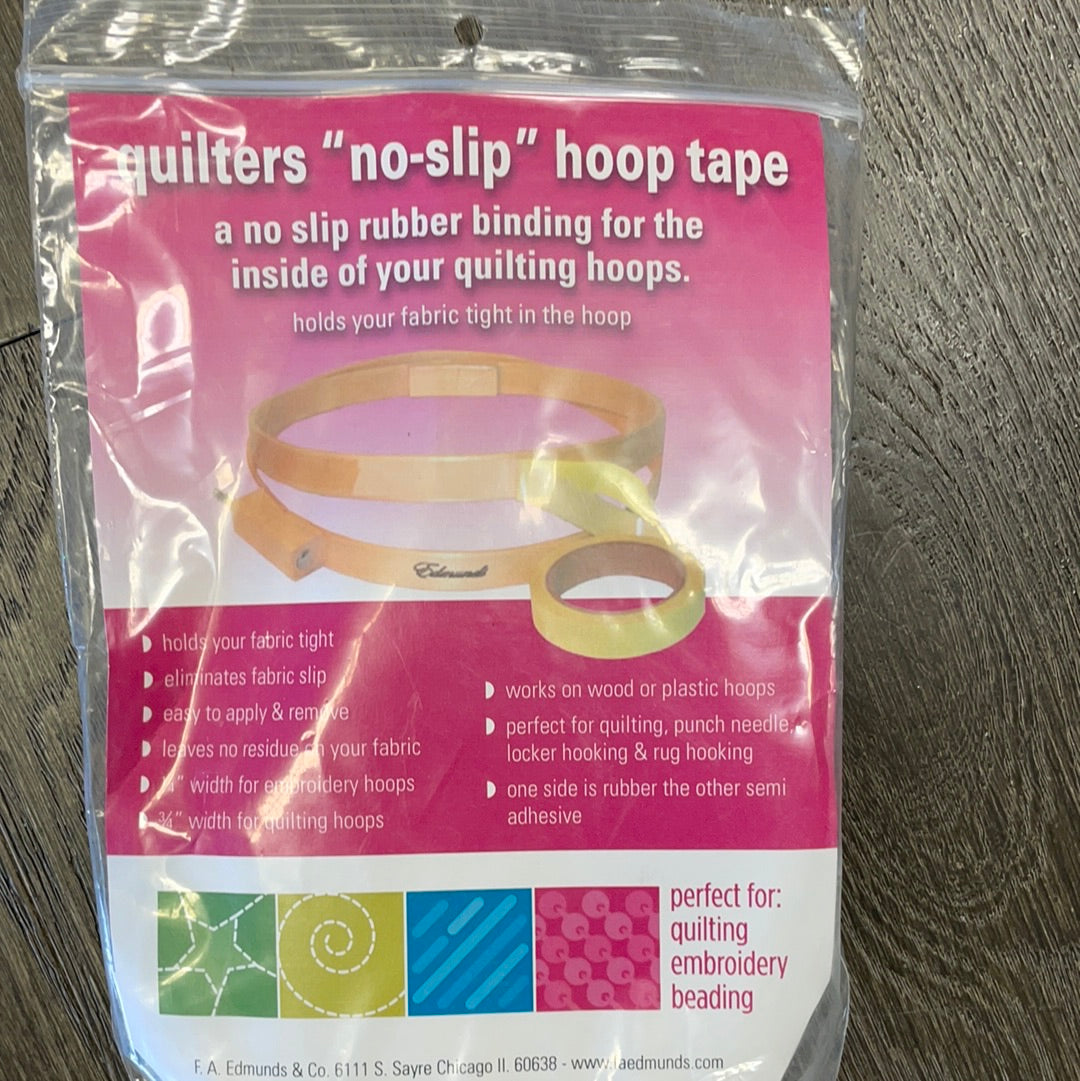 quilters "no-slip" hoop tape
a no slip rubber binding for the
inside of your quilting hoops.
holds your fabric tight in the hoop
Edmunds
holds your fabric tight
eliminates fabric slip
easy to apply & remove
leaves no residue on your fabric
width for embroidery hoops
¾" width for quilting hoops
works on wood or plastic hoops
perfect for quilting, punch needle,
locker hooking & rug hooking
one side is rubber the other semi
adhesive
perfect for:
quilting
embroidery
beading
F. A. Edmunds & Co. 6111 S. Sayre Chicago Il. 60638 - www.faedmunds.com